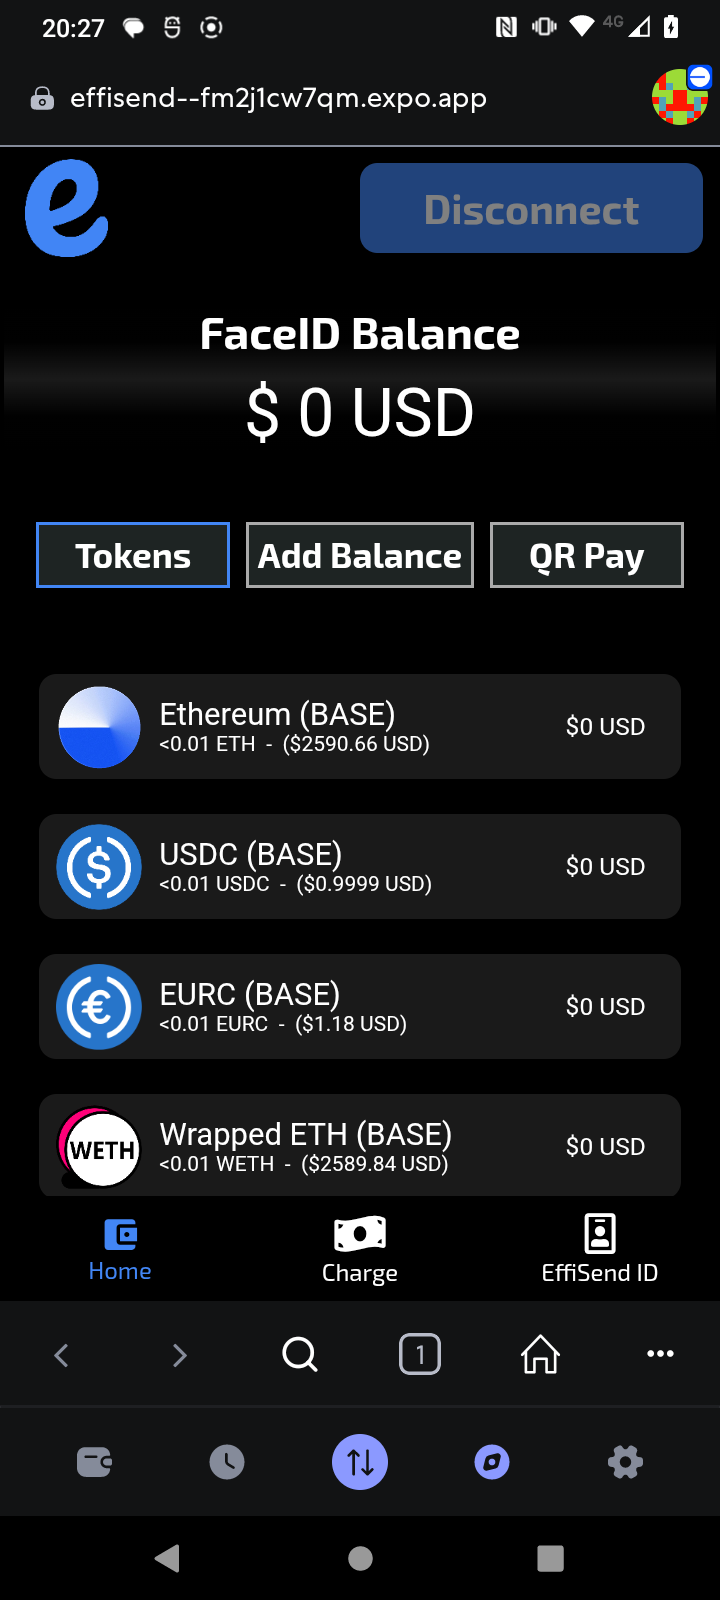 20:27
4G
effisend--fm2j1cw7qm.expo.app
e
Disconnect
FaceID Balance
$ 0 USD
Tokens
Add Balance
QR Pay
Ethereum (BASE)
<0.01 ETH - ($2590.66 USD)
$0 USD
USDC (BASE)
<0.01 USDC - ($0.9999 USD)
$0 USD
EURC (BASE)
<0.01 EURC - ($1.18 USD)
$0 USD
WETH
Wrapped ETH (BASE)
<0.01 WETH - ($2589.84 USD)
$0 USD
Home
Charge
EffiSend ID
1